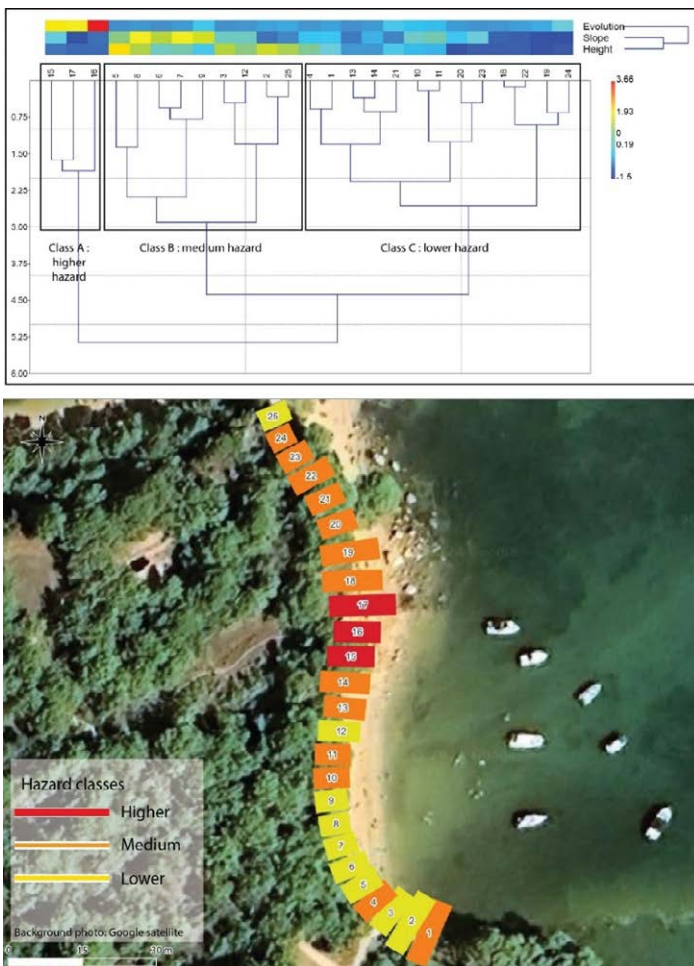 Evolution
Slope
Height
15 17 16 5 8 6 7 9 3 12 2 25 4 1 13 14 21 10 11 20 23 18 22 19 24
3.66
1.93
0
0.19
-1.5
0.75
1.50
2.25
3.00
3.75
4.50
5.25
6.00
Class A :
higher
hazard
Class B : medium hazard
Class C : lower hazard
N
25
24
23
22
21
20
19
18
17
16
15
14
13
12
11
10
9
8
7
6
5
4
3
2
1
Hazard classes
Higher
Medium
Lower
Background photo: Google satellite
0 15 30 m